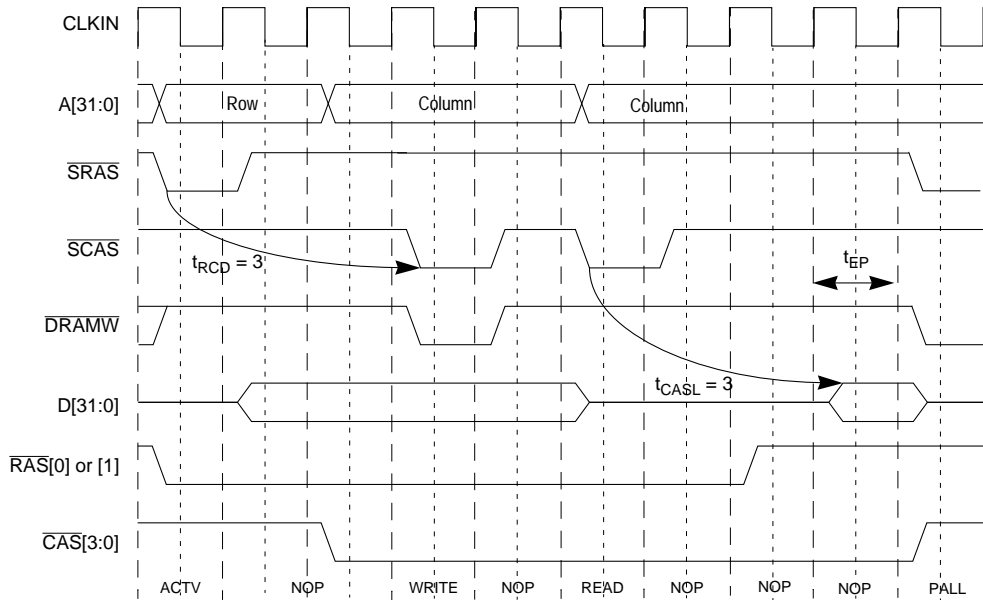 CLKIN
A[31:0]
Row
Column
Column
SRAS
SCAS
tRCD = 3
tEP
DRAMW
tCASL = 3
D[31:0]
RAS[0] or [1]
CAS[3:0]
ACTV NOP WRITE NOP READ NOP NOP NOP PALL